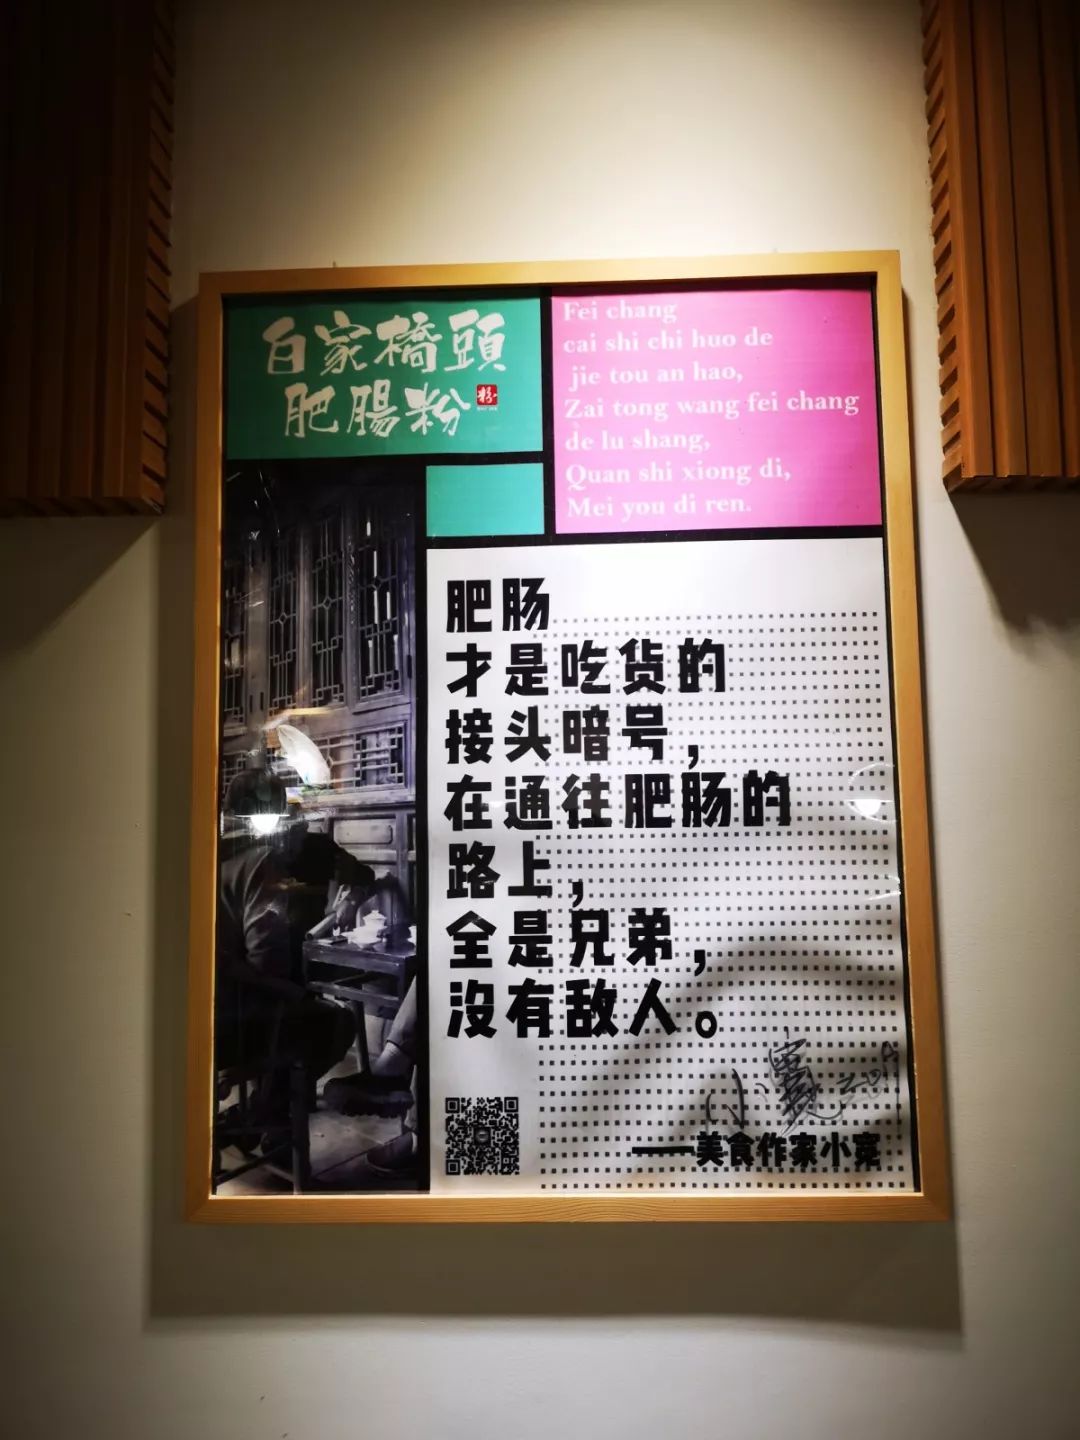 白家橋頭
肥腸粉
Fei chang
cai shi chi huo de
jie tou an hao,
Zai tong wang fei chang
de lu shang,
Quan shi xiong di,
Mei you di ren.
肥肠
才是吃货的
接头暗号，
在通往肥肠的
路上，
全是兄弟，
没有敌人。
——美食作家小宽